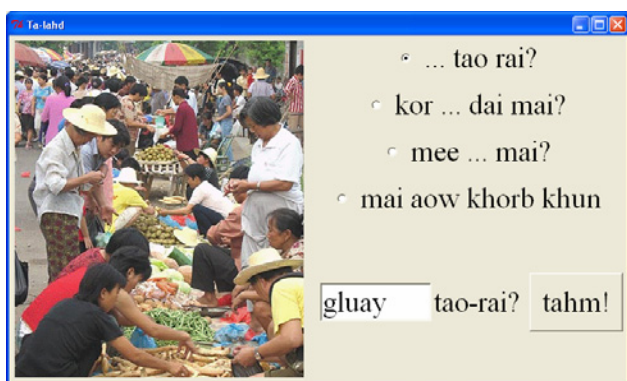 Ta-lahd
... tao rai?
kor ... dai mai?
mee ... mai?
mai aow khorb khun
gluay tao-rai? tahm!